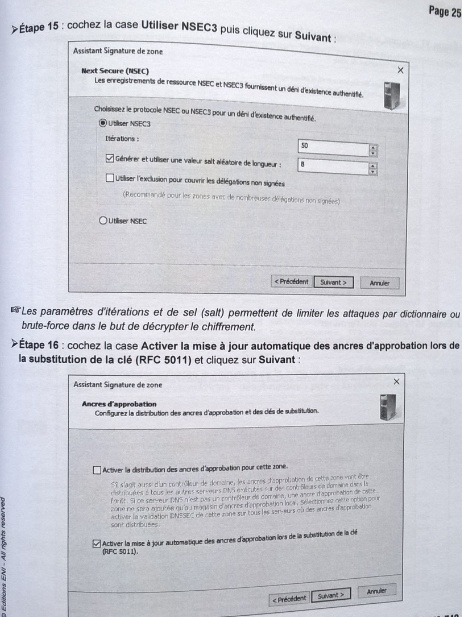 Page 25
➢Étape 15 : cochez la case Utiliser NSEC3 puis cliquez sur Suivant :
Assistant Signature de zone
Next Secure (NSEC)
Les enregistrements de ressource NSEC et NSEC3 fournissent un déni d'existence authentifié.
Choisissez le protocole NSEC ou NSEC3 pour un déni d'existence authentifié.
Utiliser NSEC3
Itérations :
50
Générer et utiliser une valeur salt aléatoire de longueur :
8
Utiliser l'exclusion pour couvrir les délégations non signées
(Recommandé pour les zones avec de nombreuses délégations non signées)
Utiliser NSEC
< Précédent
Suivant >
Annuler
☞Les paramètres d'itérations et de sel (salt) permettent de limiter les attaques par dictionnaire ou
brute-force dans le but de décrypter le chiffrement.
➢Étape 16 : cochez la case Activer la mise à jour automatique des ancres d'approbation lors de
la substitution de la clé (RFC 5011) et cliquez sur Suivant :
Assistant Signature de zone
Ancres d'approbation
Configurez la distribution des ancres d'approbation et des clés de substitution.
Activer la distribution des ancres d'approbation pour cette zone.
S'il s'agit aussi d'un contrôleur de domaine, les ancres d'approbation de cette zone vont être
distribuées à tous les autres serveurs DNS exécutés sur des contrôleurs de domaine dans la
forêt. Si ce serveur DNS n'est pas un contrôleur de domaine, une ancre d'approbation de cette
zone ne sera ajoutée qu'au magasin d'ancres d'approbation local. Sélectionnez cette option pour
activer la validation DNSSEC de cette zone sur tous les serveurs où des ancres d'approbation
sont distribuées.
Activer la mise à jour automatique des ancres d'approbation lors de la substitution de la clé
(RFC 5011).
< Précédent
Suivant >
Annuler
© Editions ENI - All rights reserved